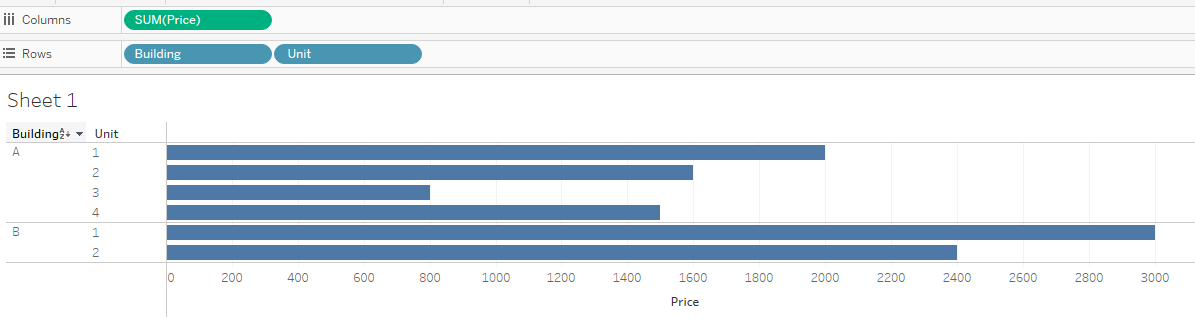 Columns SUM(Price)
Rows Building Unit
Sheet 1
Building Unit
A 1
2
3
4
B 1
2
0 200 400 600 800 1000 1200 1400 1600 1800 2000 2200 2400 2600 2800 3000
Price